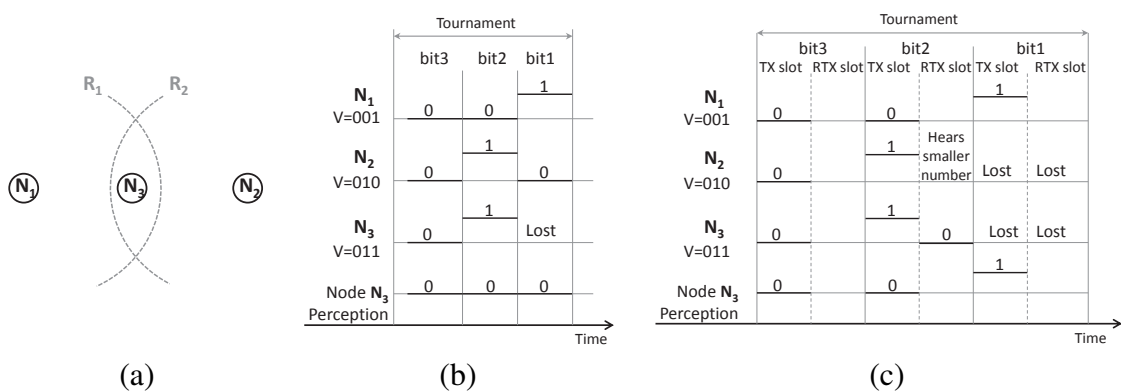 R1 R2
N1
N3
N2
(a)
Tournament
bit3 bit2 bit1
N1
V=001
0 0 1
N2
V=010
0 1 0
N3
V=011
0 1 Lost
Node N3
Perception
0 0 0
Time
(b)
Tournament
bit3 bit2 bit1
TX slot RTX slot TX slot RTX slot TX slot RTX slot
N1
V=001
0 0 1
N2
V=010
0 1 Hears
smaller
number
Lost Lost
N3
V=011
0 1 0 Lost Lost
Node N3
Perception
0 0 1
Time
(c)